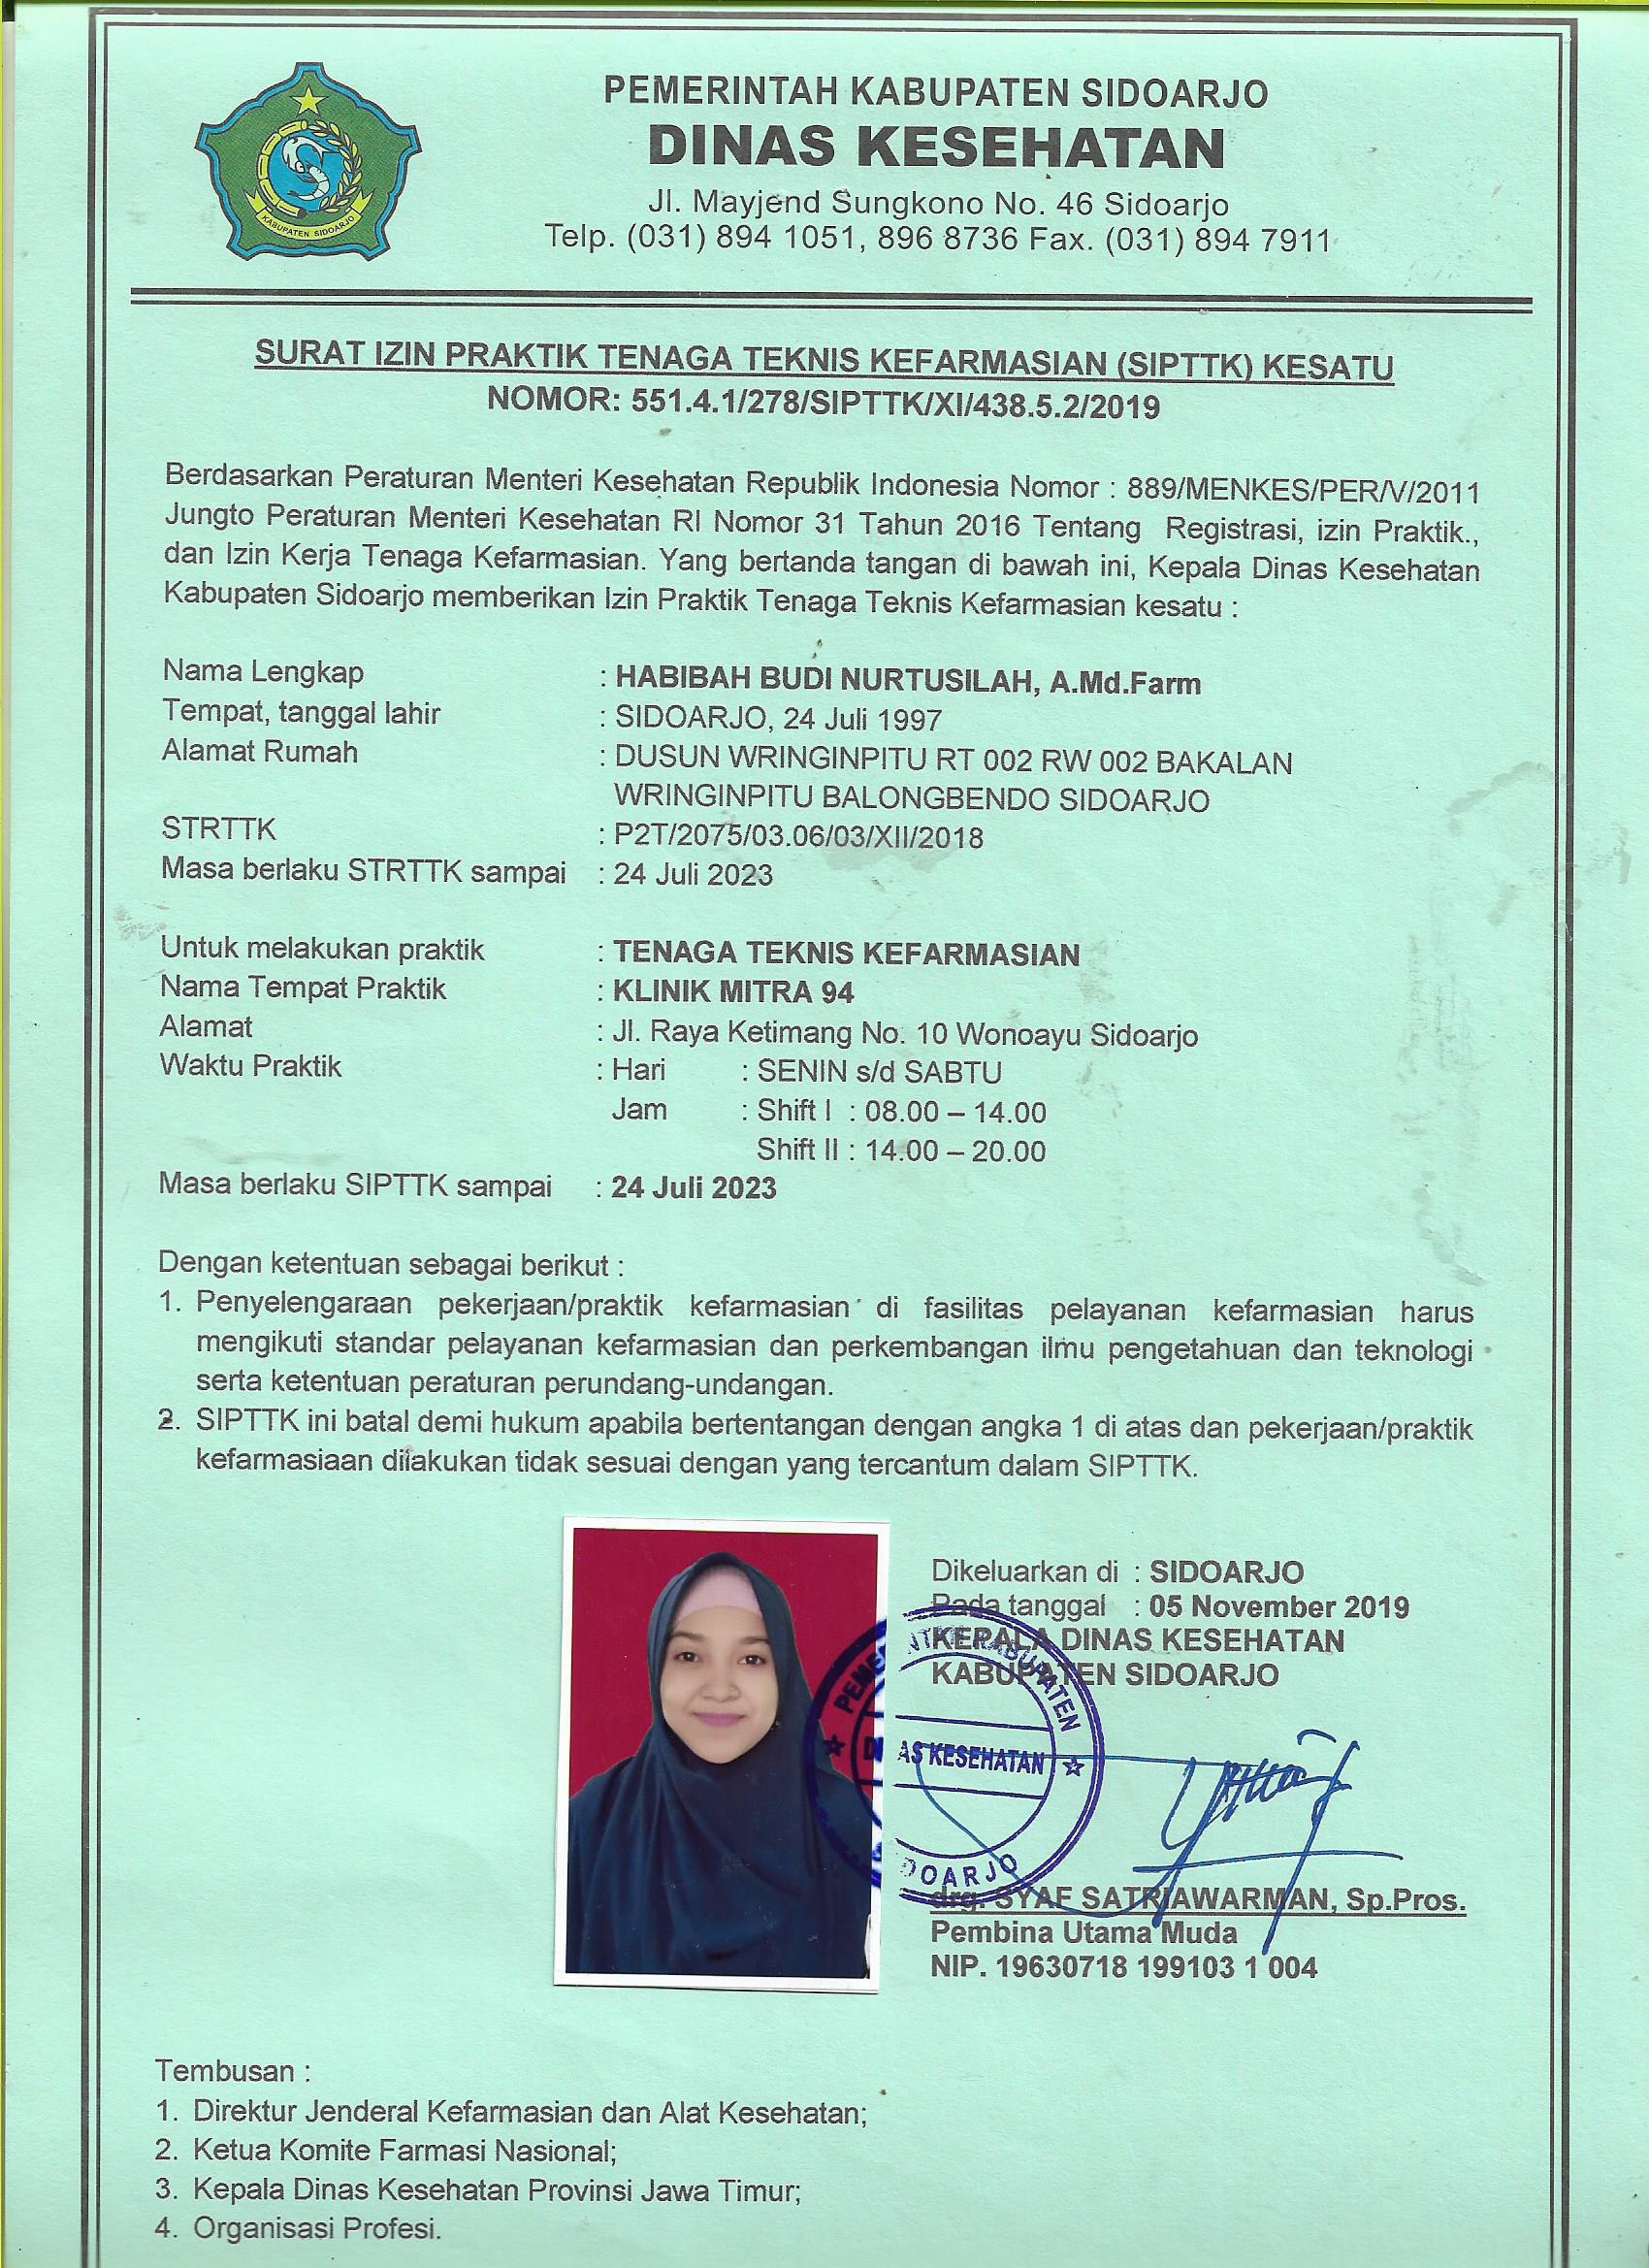 KABUPATEN SIDOARJO
PEMERINTAH KABUPATEN SIDOARJO
DINAS KESEHATAN
Jl. Mayjend Sungkono No. 46 Sidoarjo
Telp. (031) 894 1051, 896 8736 Fax. (031) 894 7911
SURAT IZIN PRAKTIK TENAGA TEKNIS KEFARMASIAN (SIPTTK) KESATU
NOMOR: 551.4.1/278/SIPTTK/XI/438.5.2/2019
Berdasarkan Peraturan Menteri Kesehatan Republik Indonesia Nomor : 889/MENKES/PER/V/2011
Jungto Peraturan Menteri Kesehatan RI Nomor 31 Tahun 2016 Tentang Registrasi, izin Praktik.,
dan Izin Kerja Tenaga Kefarmasian. Yang bertanda tangan di bawah ini, Kepala Dinas Kesehatan
Kabupaten Sidoarjo memberikan Izin Praktik Tenaga Teknis Kefarmasian kesatu :
Nama Lengkap : HABIBAH BUDI NURTUSILAH, A.Md.Farm
Tempat, tanggal lahir : SIDOARJO, 24 Juli 1997
Alamat Rumah : DUSUN WRINGINPITU RT 002 RW 002 BAKALAN
WRINGINPITU BALONGBENDO SIDOARJO
STRTTK : P2T/2075/03.06/03/XII/2018
Masa berlaku STRTTK sampai : 24 Juli 2023
Untuk melakukan praktik : TENAGA TEKNIS KEFARMASIAN
Nama Tempat Praktik : KLINIK MITRA 94
Alamat : Jl. Raya Ketimang No. 10 Wonoayu Sidoarjo
Waktu Praktik : Hari : SENIN s/d SABTU
Jam : Shift I : 08.00 – 14.00
Shift II : 14.00 – 20.00
Masa berlaku SIPTTK sampai : 24 Juli 2023
Dengan ketentuan sebagai berikut :
1. Penyelengaraan pekerjaan/praktik kefarmasian di fasilitas pelayanan kefarmasian harus
mengikuti standar pelayanan kefarmasian dan perkembangan ilmu pengetahuan dan teknologi
serta ketentuan peraturan perundang-undangan.
2. SIPTTK ini batal demi hukum apabila bertentangan dengan angka 1 di atas dan pekerjaan/praktik
kefarmasiaan dilakukan tidak sesuai dengan yang tercantum dalam SIPTTK.
Dikeluarkan di : SIDOARJO
Pada tanggal : 05 November 2019
KEPALA DINAS KESEHATAN
KABUPATEN SIDOARJO
KABUPATEN
AS KESEHATAN
DOARJO
drg. SYAF SATRIAWARMAN, Sp.Pros.
Pembina Utama Muda
NIP. 19630718 199103 1 004
Tembusan :
1. Direktur Jenderal Kefarmasian dan Alat Kesehatan;
2. Ketua Komite Farmasi Nasional;
3. Kepala Dinas Kesehatan Provinsi Jawa Timur;
4. Organisasi Profesi.